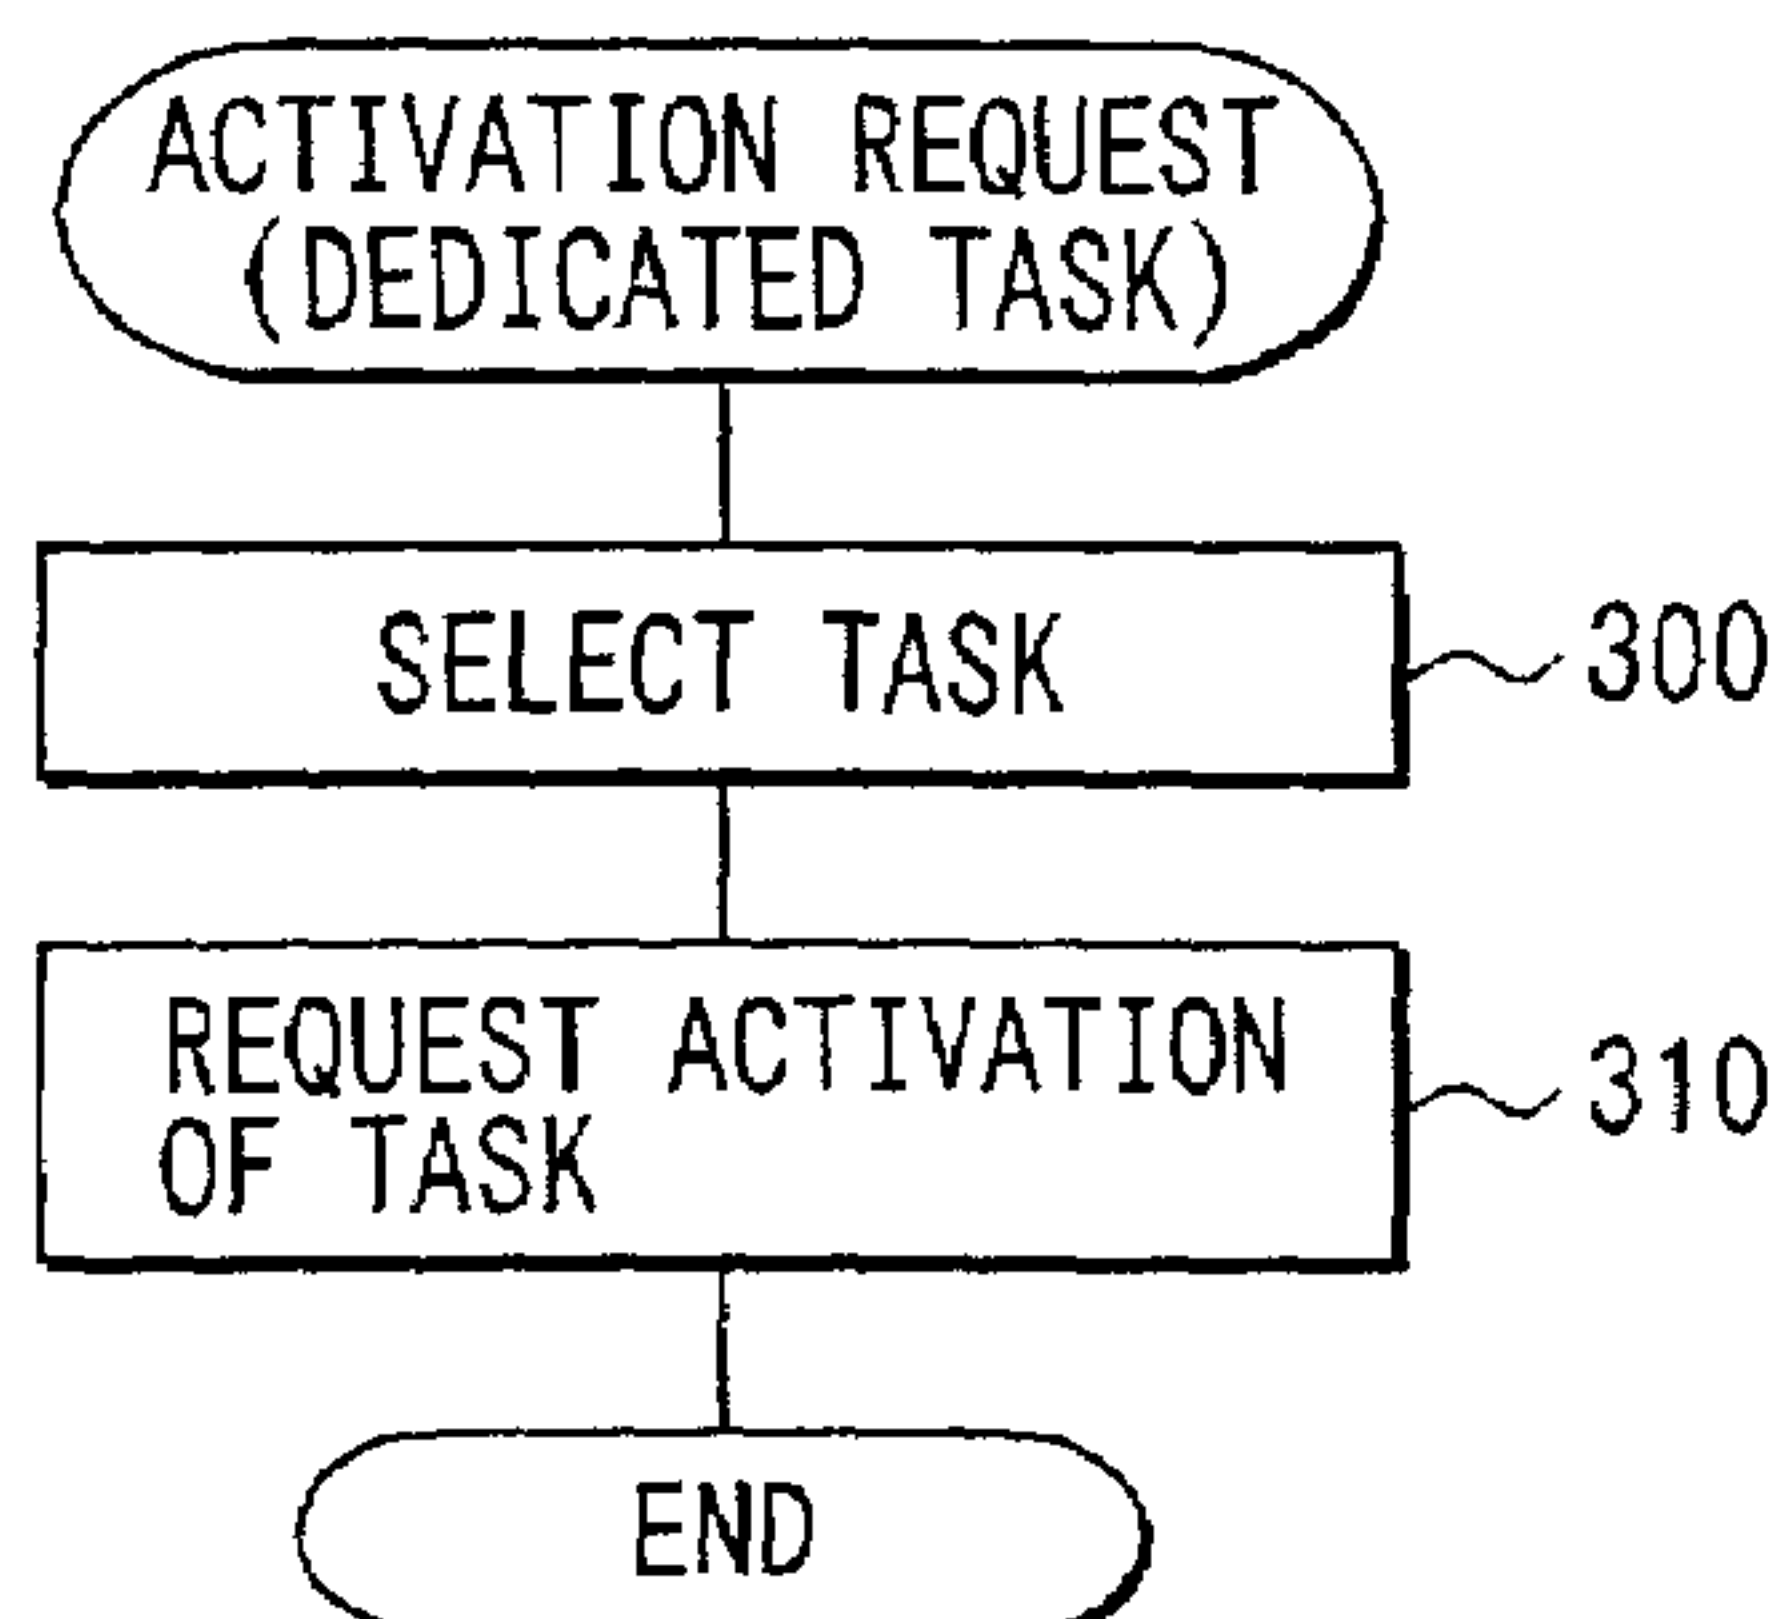 ACTIVATION REQUEST
(DEDICATED TASK)
SELECT TASK
300
REQUEST ACTIVATION
OF TASK
310
END